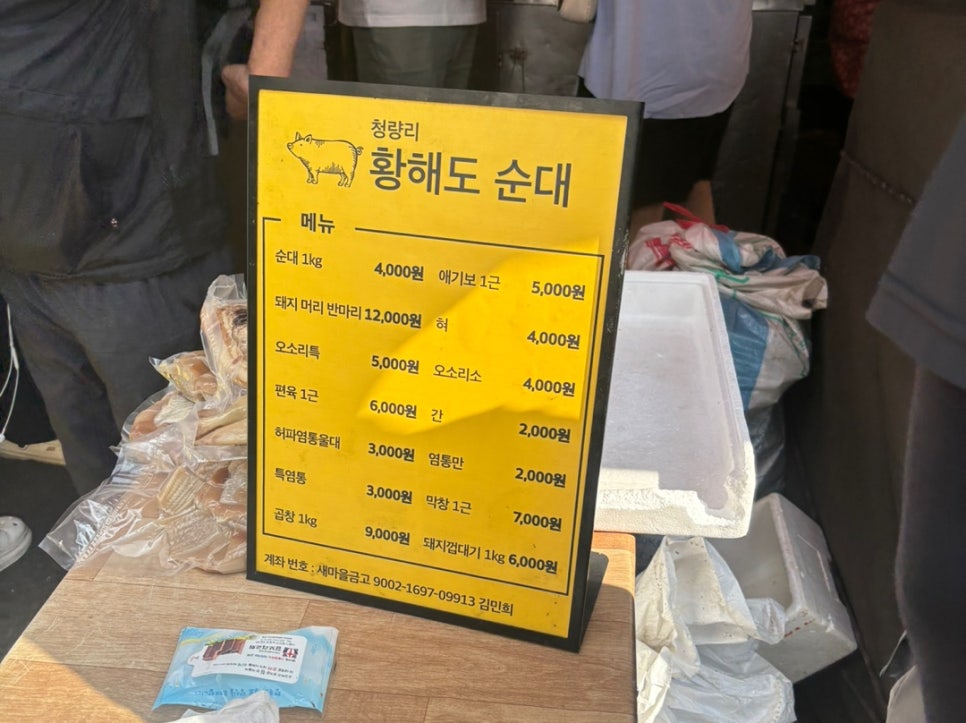 청량리
황해도 순대
메뉴
순대 1kg 4,000원 애기보 1근 5,000원
돼지 머리 반마리 12,000원 혀 4,000원
오소리특 5,000원 오소리소 4,000원
편육 1근 6,000원 간 2,000원
허파염통울대 3,000원 염통만 2,000원
특염통 3,000원 막창 1근 7,000원
곱창 1kg 9,000원 돼지껍대기 1kg 6,000원
계좌 번호 : 새마을금고 9002-1697-09913 김민희